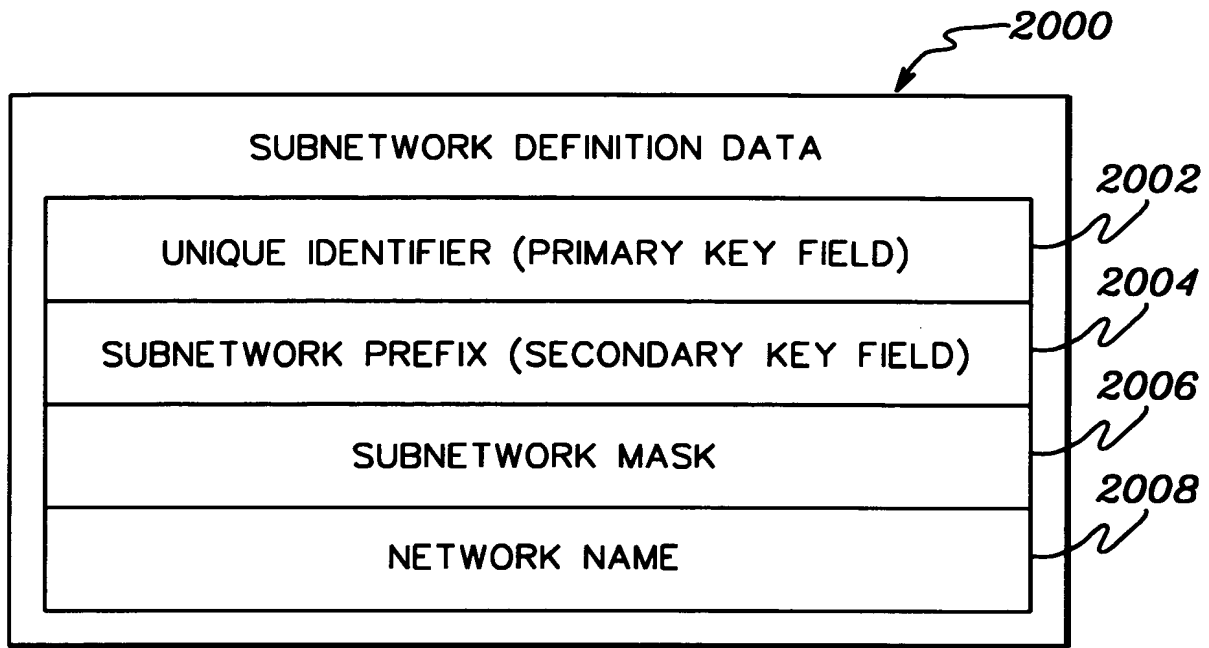 2000
SUBNETWORK DEFINITION DATA
2002
UNIQUE IDENTIFIER (PRIMARY KEY FIELD)
2004
SUBNETWORK PREFIX (SECONDARY KEY FIELD)
2006
SUBNETWORK MASK
2008
NETWORK NAME